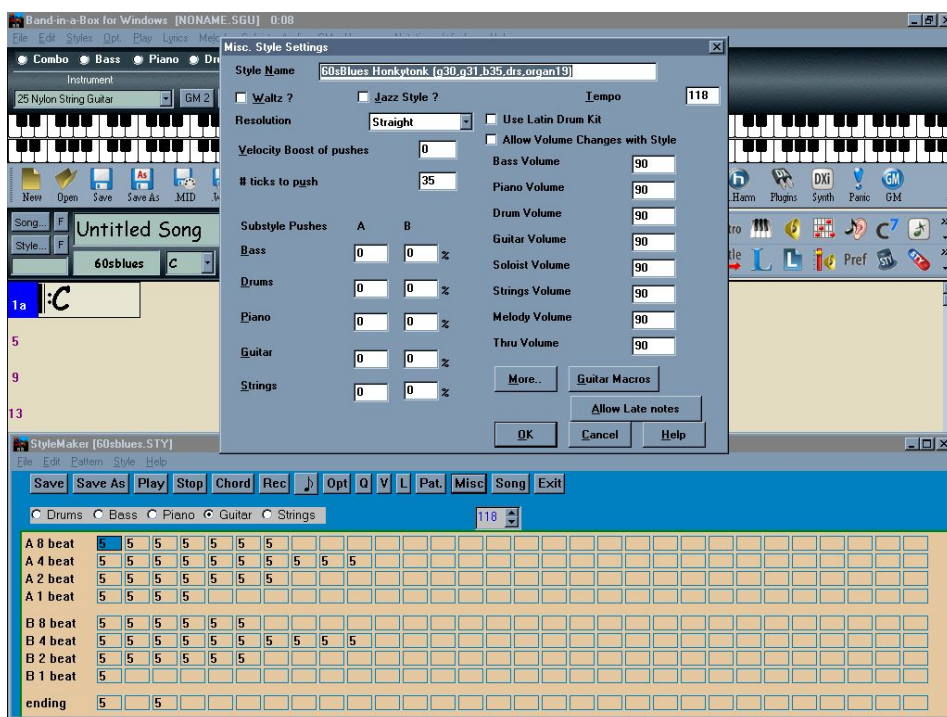 Band-in-a-Box for Windows [NONAME.SGU] 0:08
File Edit Styles Opt. Play Lyrics
Combo Bass Piano
Instrument
25 Nylon String Guitar GM 2
New Open Save Save As .MID
Plugins Synth Panic GM
DXi
Song... F Untitled Song
Style... F
60sblues C
Pref
1a C
5
9
13
Misc. Style Settings
Style Name 60sBlues Honkytonk (g30,g31,b35,drs,organ19)
Waltz ? Jazz Style ? Tempo 118
Resolution Straight Use Latin Drum Kit
Allow Volume Changes with Style
Velocity Boost of pushes 0 Bass Volume 90
# ticks to push 35 Piano Volume 90
Drum Volume 90
Substyle Pushes A B Guitar Volume 90
Bass 0 0 % Soloist Volume 90
Drums 0 0 % Strings Volume 90
Piano 0 0 % Melody Volume 90
Guitar 0 0 % Thru Volume 90
Strings 0 0 % More.. Guitar Macros
Allow Late notes
OK Cancel Help
StyleMaker [60sblues.STY]
File Edit Pattern Style Help
Save Save As Play Stop Chord Rec Opt Q V L Pat. Misc Song Exit
Drums Bass Piano Guitar Strings 118
A 8 beat 5 5 5 5 5 5 5
A 4 beat 5 5 5 5 5 5 5 5 5 5
A 2 beat 5 5 5 5 5 5 5
A 1 beat 5 5 5 5
B 8 beat 5 5 5 5 5 5
B 4 beat 5 5 5 5 5 5 5 5 5 5
B 2 beat 5 5 5 5 5 5
B 1 beat 5
ending 5 5